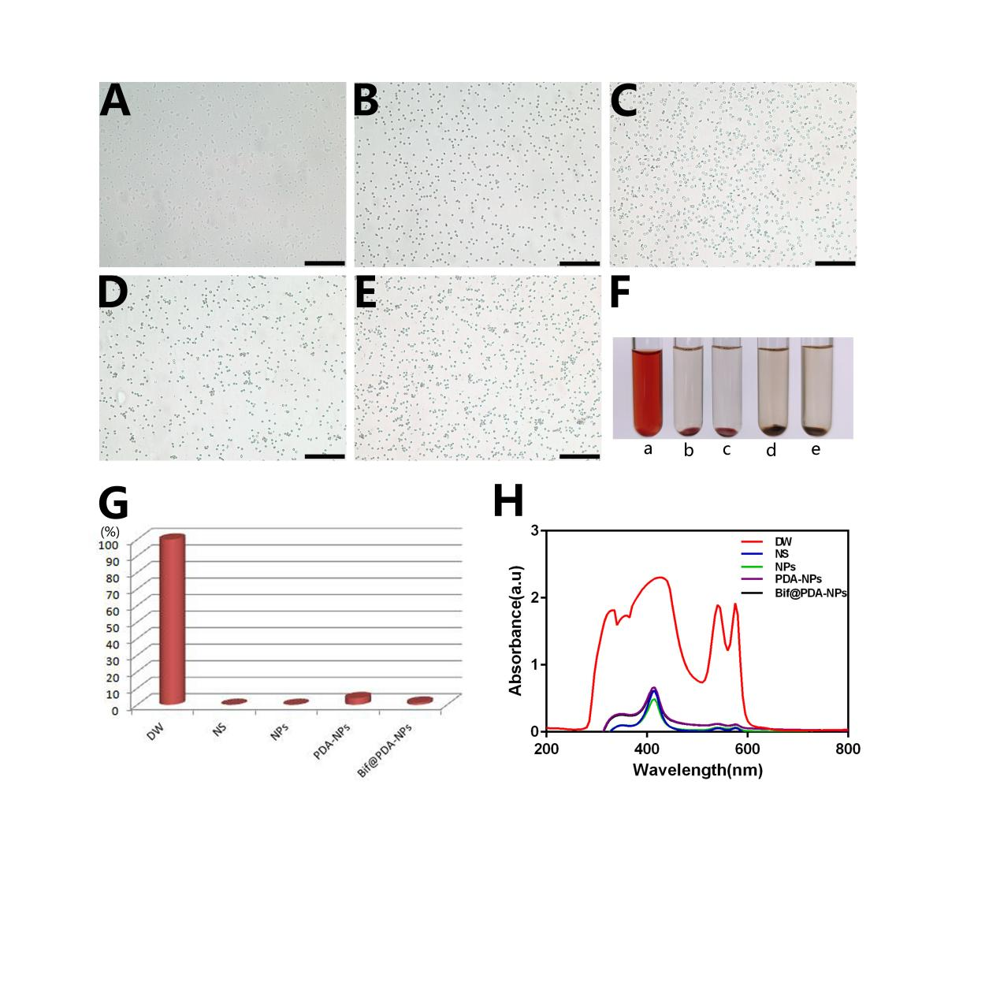 A
B
C
D
E
F
a b c d e
G
(%)
100
90
80
70
60
50
40
30
20
10
0
DW
NS
NPs
PDA-NPs
Bif@PDA-NPs
H
3
2
1
0
Absorbance(a.u)
200 400 600 800
Wavelength(nm)
DW
NS
NPs
PDA-NPs
Bif@PDA-NPs